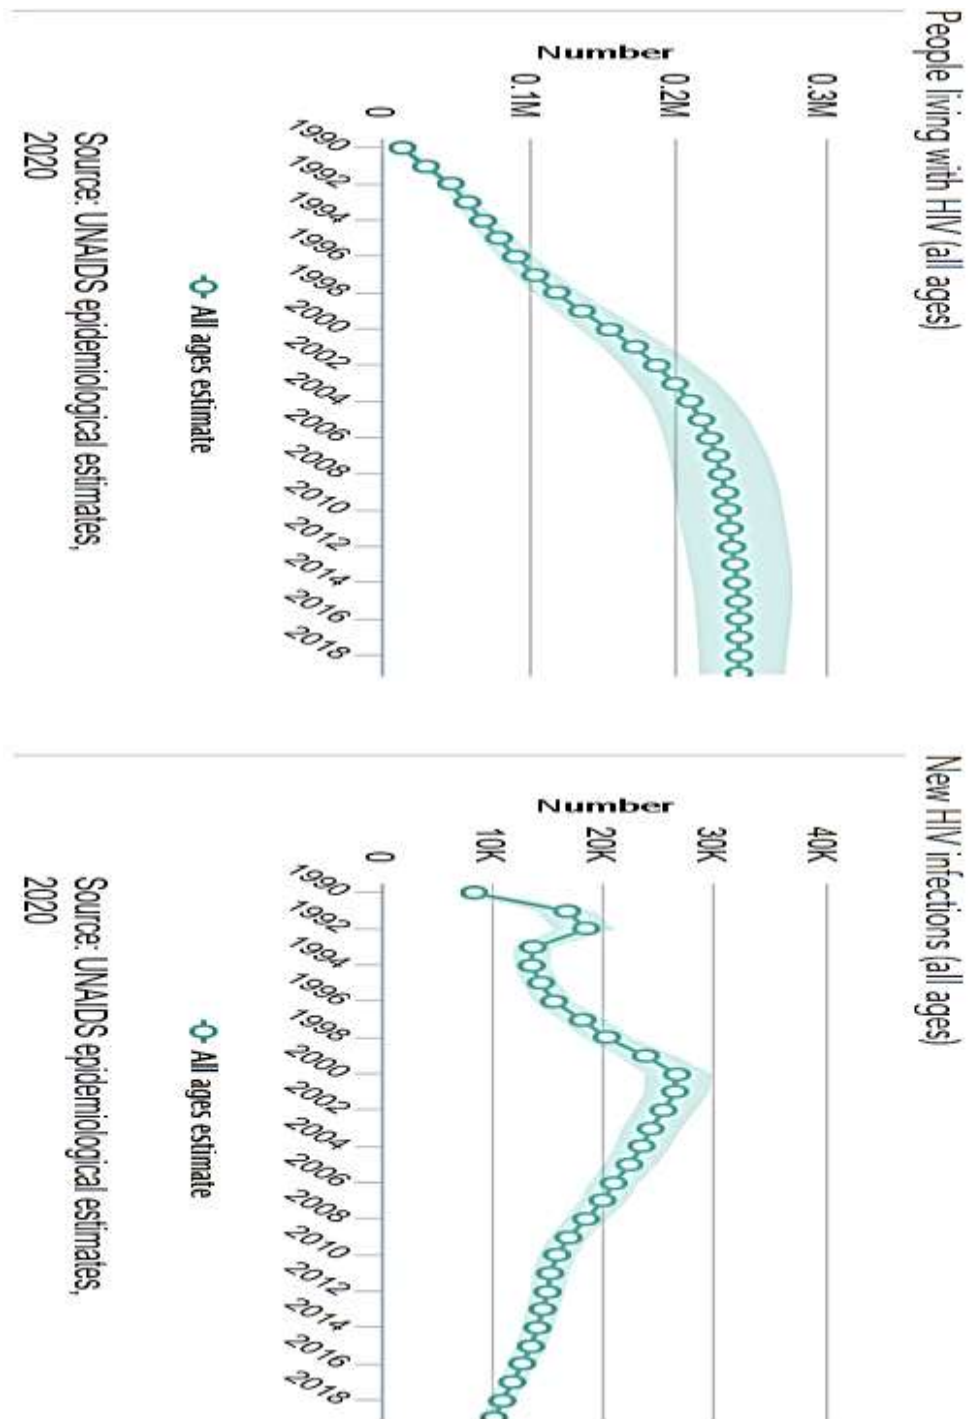 People living with HIV (all ages)
Number
0.3M
0.2M
0.1M
0
1990
1992
1994
1996
1998
2000
2002
2004
2006
2008
2010
2012
2014
2016
2018
All ages estimate
Source: UNAIDS epidemiological estimates,
2020
New HIV infections (all ages)
Number
40K
30K
20K
10K
0
1990
1992
1994
1996
1998
2000
2002
2004
2006
2008
2010
2012
2014
2016
2018
All ages estimate
Source: UNAIDS epidemiological estimates,
2020